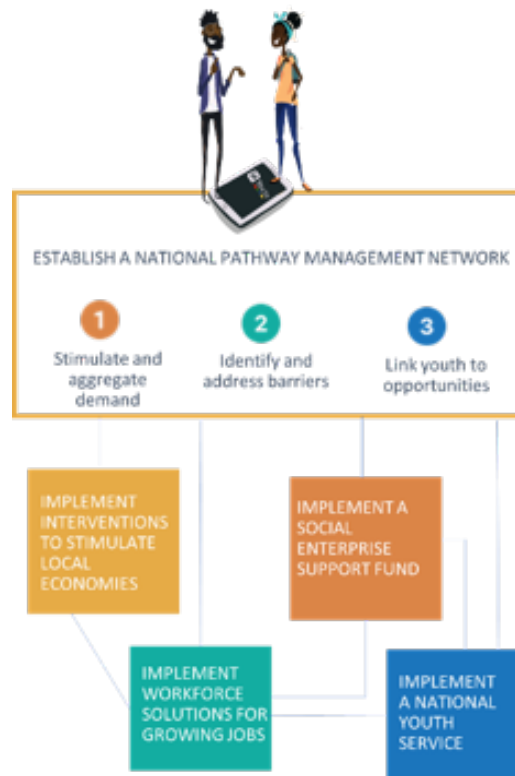 ESTABLISH A NATIONAL PATHWAY MANAGEMENT NETWORK
1
Stimulate and
aggregate
demand
2
Identify and
address barriers
3
Link youth to
opportunities
IMPLEMENT
INTERVENTIONS
TO STIMULATE
LOCAL
ECONOMIES
IMPLEMENT A
SOCIAL
ENTERPRISE
SUPPORT FUND
IMPLEMENT
WORKFORCE
SOLUTIONS FOR
GROWING JOBS
IMPLEMENT
A NATIONAL
YOUTH
SERVICE